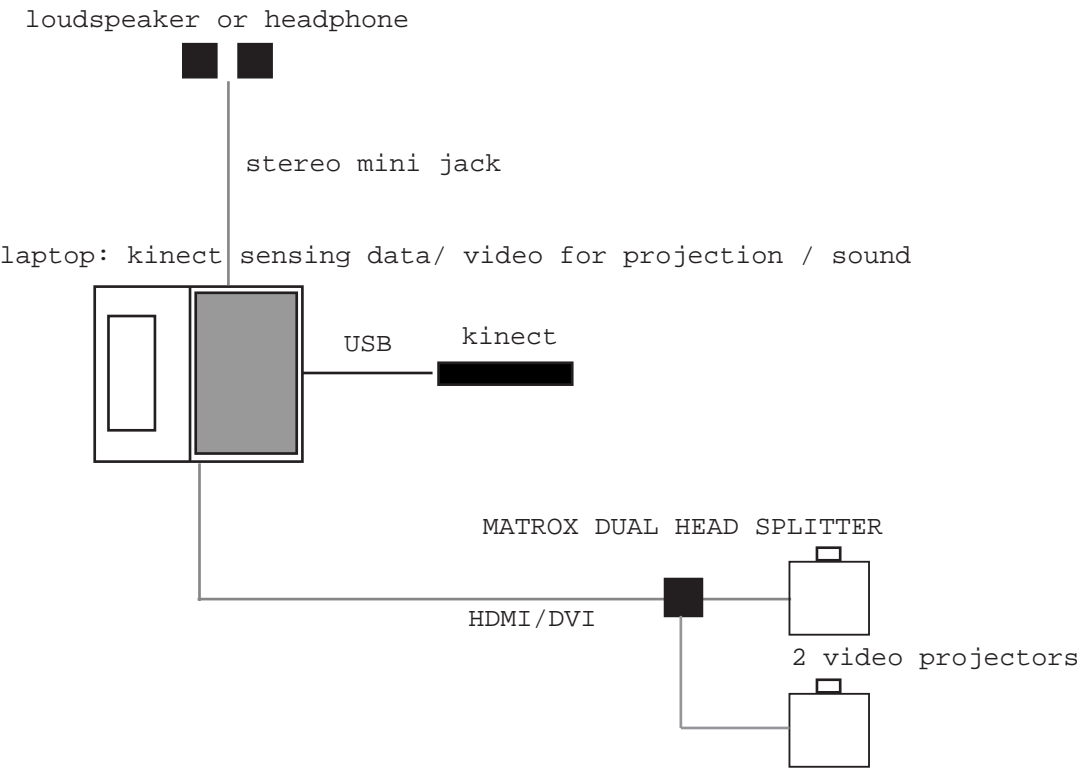 loudspeaker or headphone
stereo mini jack
laptop: kinect sensing data/ video for projection / sound
USB
kinect
MATROX DUAL HEAD SPLITTER
HDMI/DVI
2 video projectors